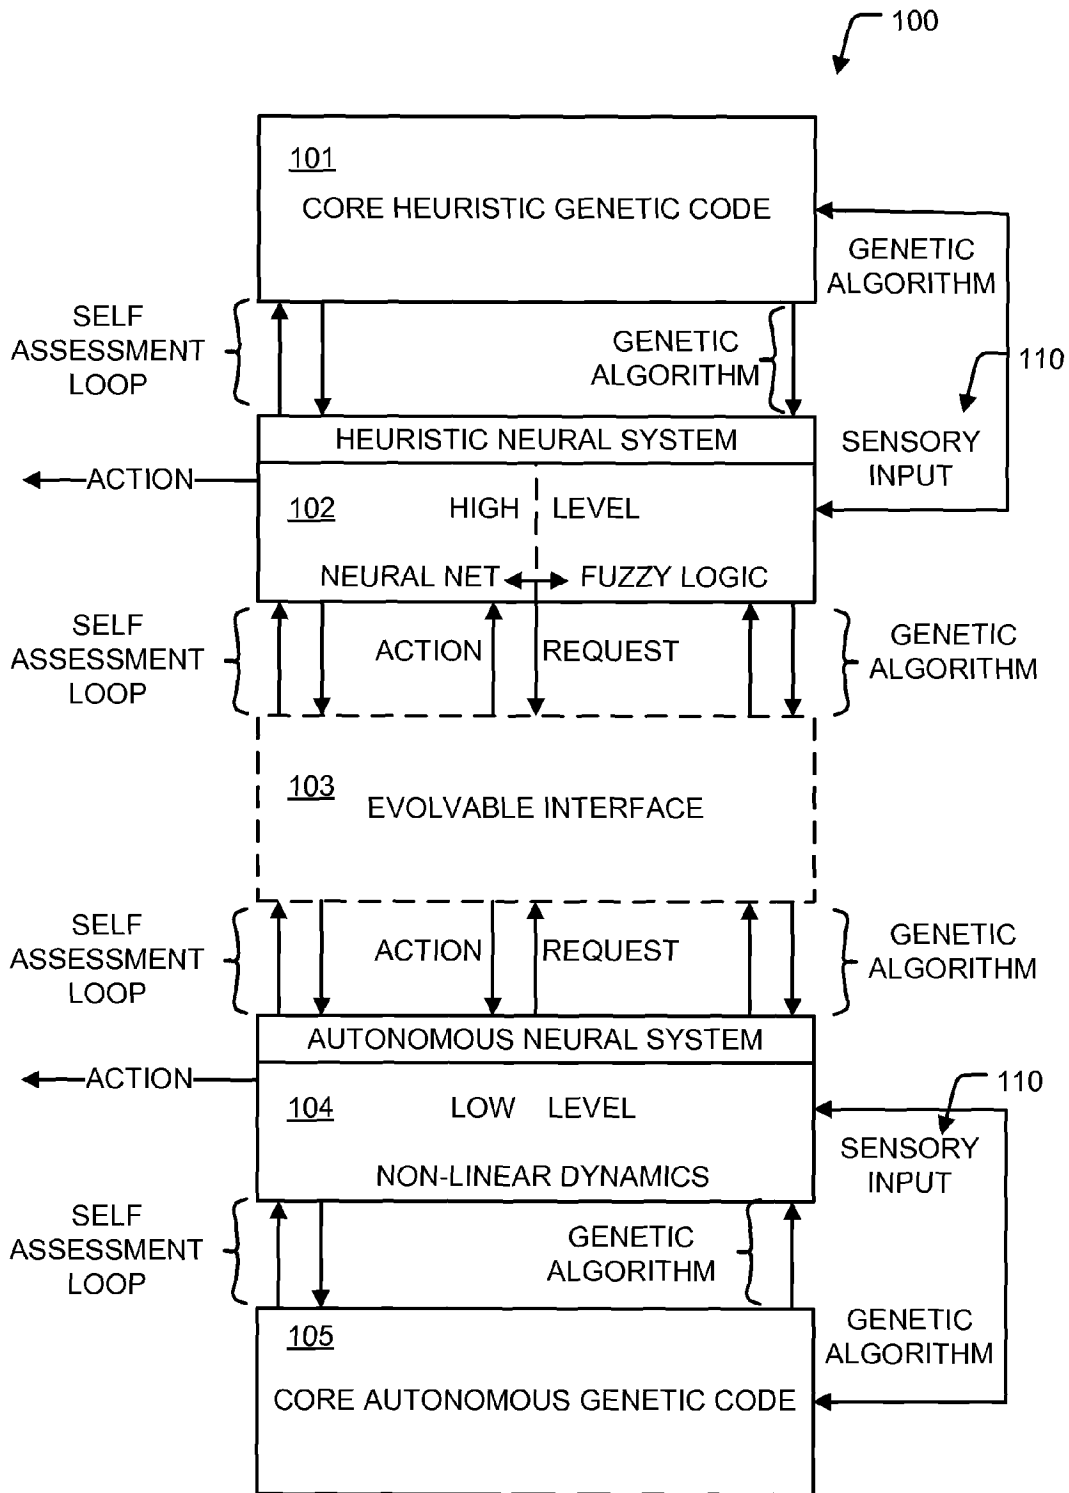 100
101
CORE HEURISTIC GENETIC CODE
GENETIC
ALGORITHM
SELF
ASSESSMENT
LOOP
GENETIC
ALGORITHM
110
SENSORY
INPUT
HEURISTIC NEURAL SYSTEM
ACTION
102
HIGH LEVEL
NEURAL NET FUZZY LOGIC
SELF
ASSESSMENT
LOOP
ACTION REQUEST
GENETIC
ALGORITHM
103
EVOLVABLE INTERFACE
SELF
ASSESSMENT
LOOP
ACTION REQUEST
GENETIC
ALGORITHM
AUTONOMOUS NEURAL SYSTEM
ACTION
104
LOW LEVEL
NON-LINEAR DYNAMICS
110
SENSORY
INPUT
SELF
ASSESSMENT
LOOP
GENETIC
ALGORITHM
GENETIC
ALGORITHM
105
CORE AUTONOMOUS GENETIC CODE